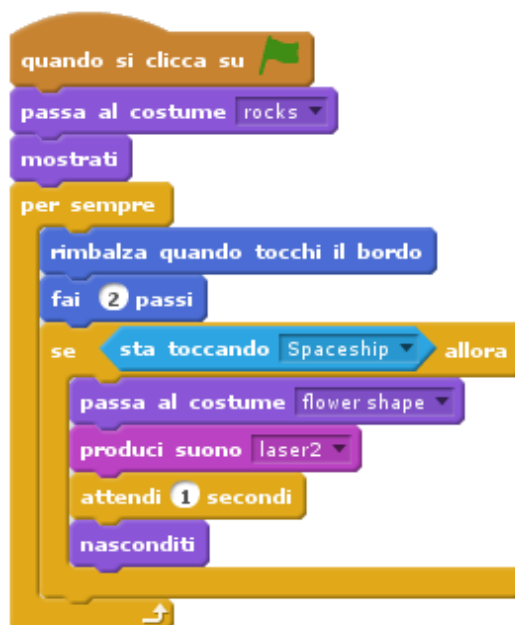 quando si clicca su
passa al costume rocks
mostrati
per sempre
rimbalza quando tocchi il bordo
fai 2 passi
se sta toccando Spaceship allora
passa al costume flower shape
produci suono laser2
attendi 1 secondi
nasconditi